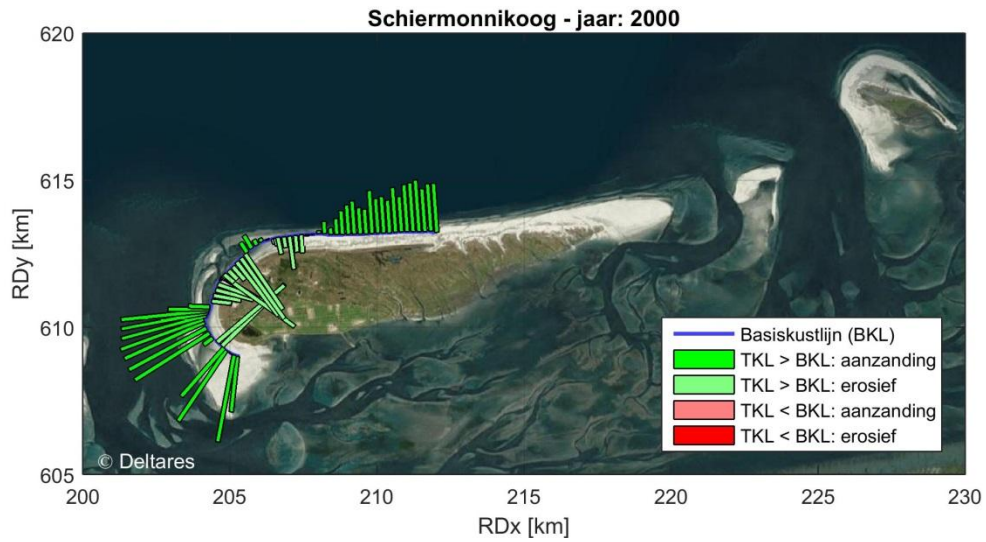 Schiermonnikoog - jaar: 2000
620
615
610
605
RDy [km]
Basiskustlijn (BKL)
TKL > BKL: aanzanding
TKL > BKL: erosief
TKL < BKL: aanzanding
TKL < BKL: erosief
© Deltares
200 205 210 215 220 225 230
RDx [km]